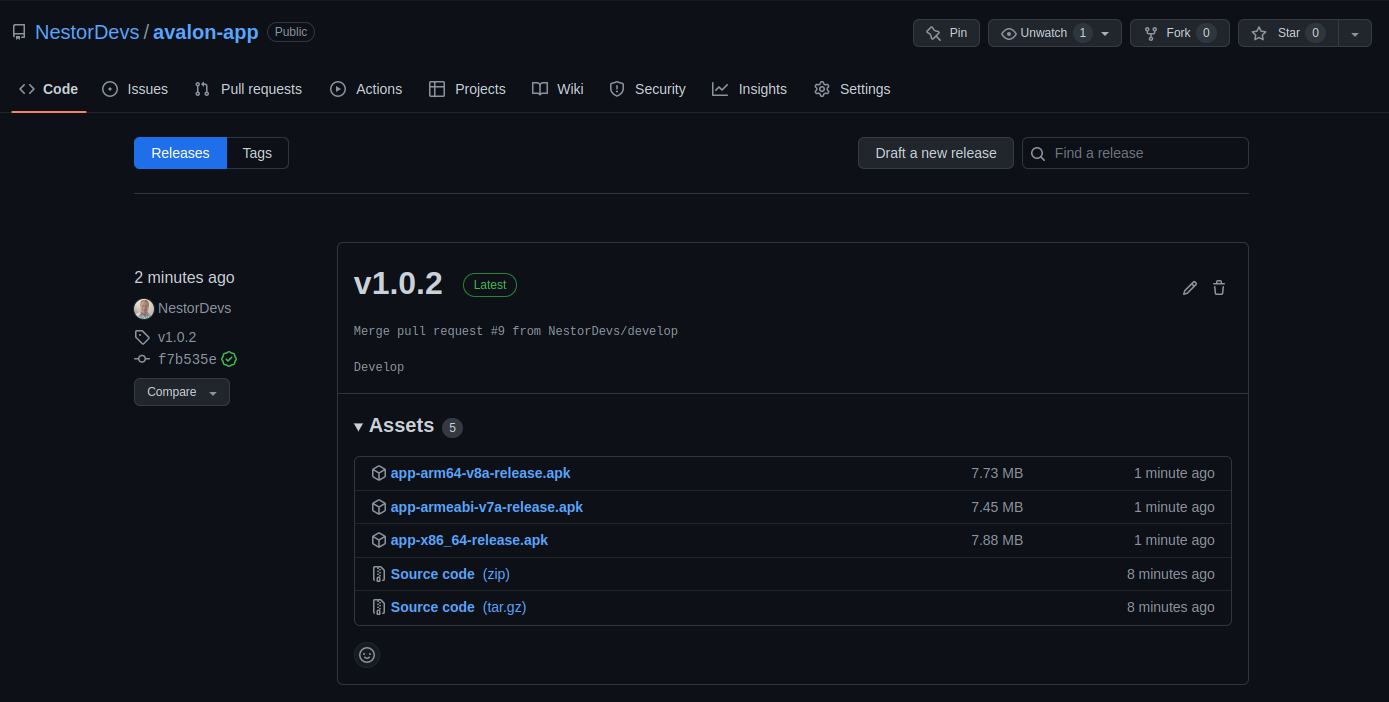 NestorDevs / avalon-app Public
Pin
Unwatch 1
Fork 0
Star 0
Code
Issues
Pull requests
Actions
Projects
Wiki
Security
Insights
Settings
Releases
Tags
Draft a new release
Find a release
2 minutes ago
NestorDevs
v1.0.2
f7b535e
Compare
v1.0.2 Latest
Merge pull request #9 from NestorDevs/develop
Develop
Assets 5
app-arm64-v8a-release.apk 7.73 MB 1 minute ago
app-armeabi-v7a-release.apk 7.45 MB 1 minute ago
app-x86_64-release.apk 7.88 MB 1 minute ago
Source code (zip) 8 minutes ago
Source code (tar.gz) 8 minutes ago